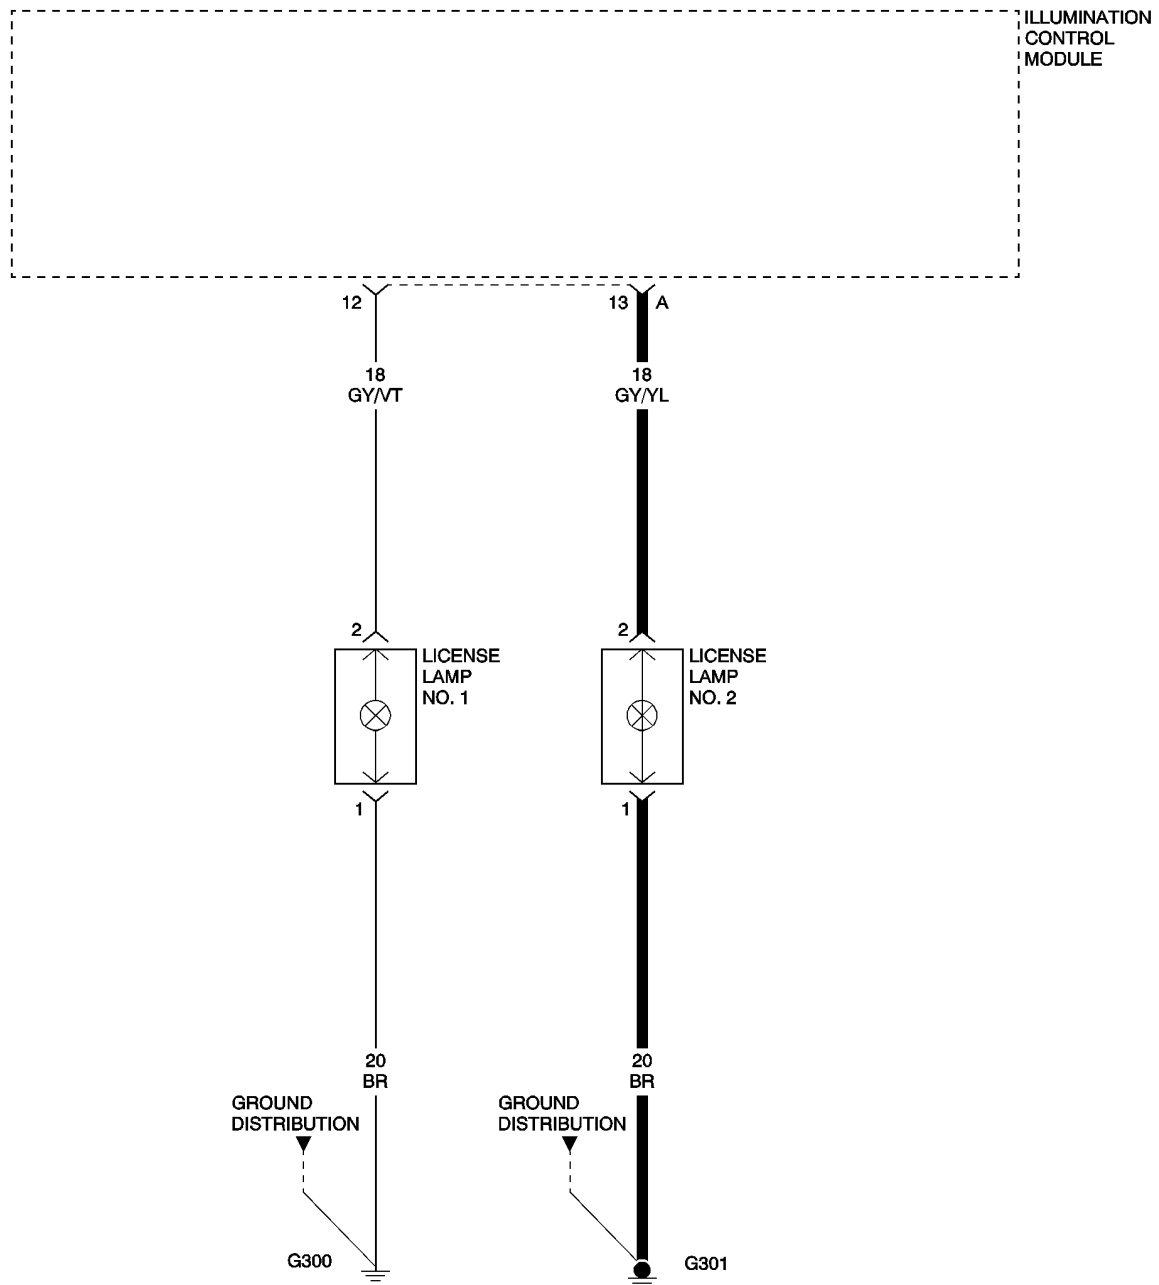 ILLUMINATION
CONTROL
MODULE
12
13
A
18
GY/VT
18
GY/YL
2
LICENSE
LAMP
NO. 1
2
LICENSE
LAMP
NO. 2
1
1
20
BR
20
BR
GROUND
DISTRIBUTION
GROUND
DISTRIBUTION
G300
G301